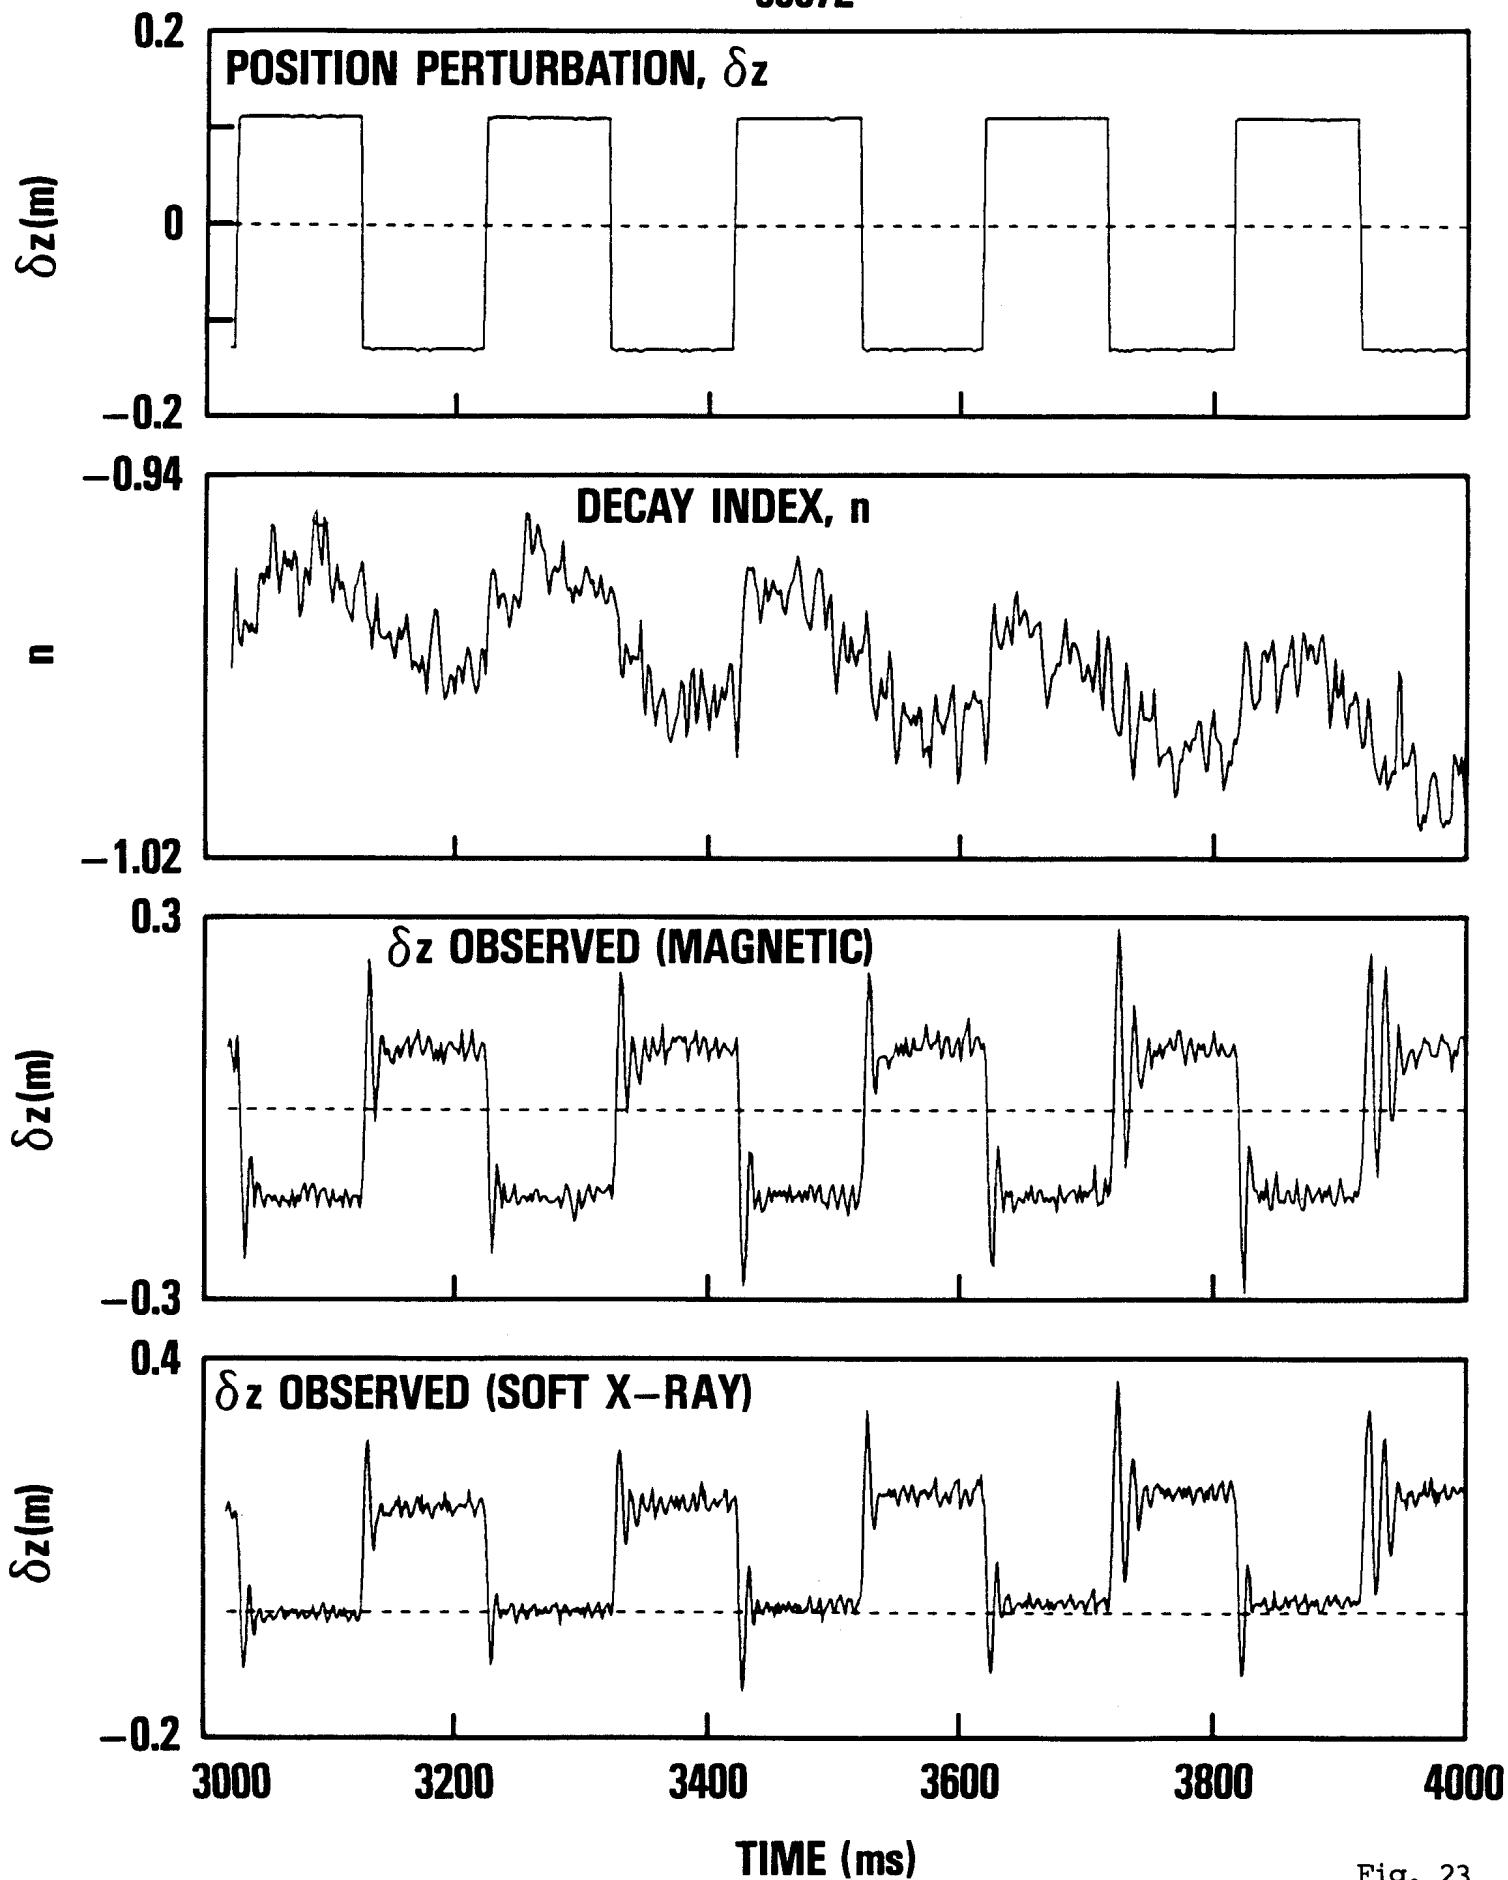 0.2
POSITION PERTURBATION, δz
δz(m)
0
−0.2
−0.94
DECAY INDEX, n
n
−1.02
0.3
δz OBSERVED (MAGNETIC)
δz(m)
−0.3
0.4
δz OBSERVED (SOFT X−RAY)
δz(m)
−0.2
3000 3200 3400 3600 3800 4000
TIME (ms)
Fig. 23